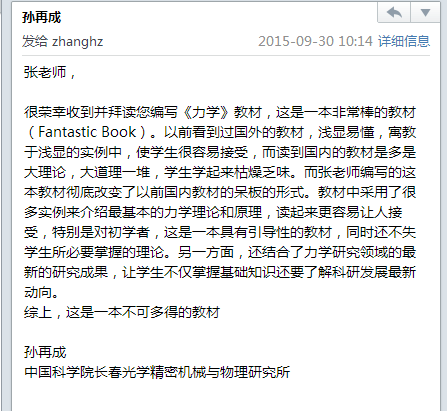 孙再成
发给 zhanghz 2015-09-30 10:14 详细信息
张老师，
很荣幸收到并拜读您编写《力学》教材，这是一本非常棒的教材
（Fantastic Book）。以前看到过国外的教材，浅显易懂，寓教
于浅显的实例中，使学生很容易接受，而读到国内的教材是多是
大理论，大道理一堆，学生学起来枯燥乏味。而张老师编写的这
本教材彻底改变了以前国内教材的呆板的形式。教材中采用了很
多实例来介绍最基本的力学理论和原理，读起来更容易让人接
受，特别是对初学者，这是一本具有引导性的教材，同时还不失
学生所必要掌握的理论。另一方面，还结合了力学研究领域的最
新的研究成果，让学生不仅掌握基础知识还要了解科研发展最新
动向。
综上，这是一本不可多得的教材
孙再成
中国科学院长春光学精密机械与物理研究所